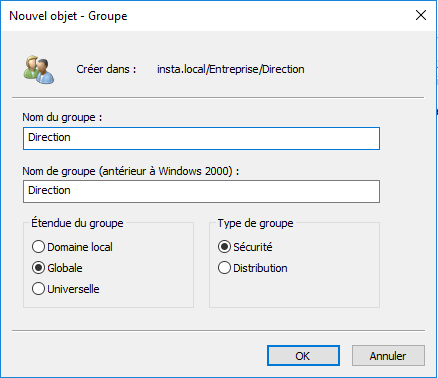 Nouvel objet - Groupe
Créer dans : insta.local/Entreprise/Direction
Nom du groupe :
Direction
Nom de groupe (antérieur à Windows 2000) :
Direction
Étendue du groupe
Domaine local
Globale
Universelle
Type de groupe
Sécurité
Distribution
OK Annuler